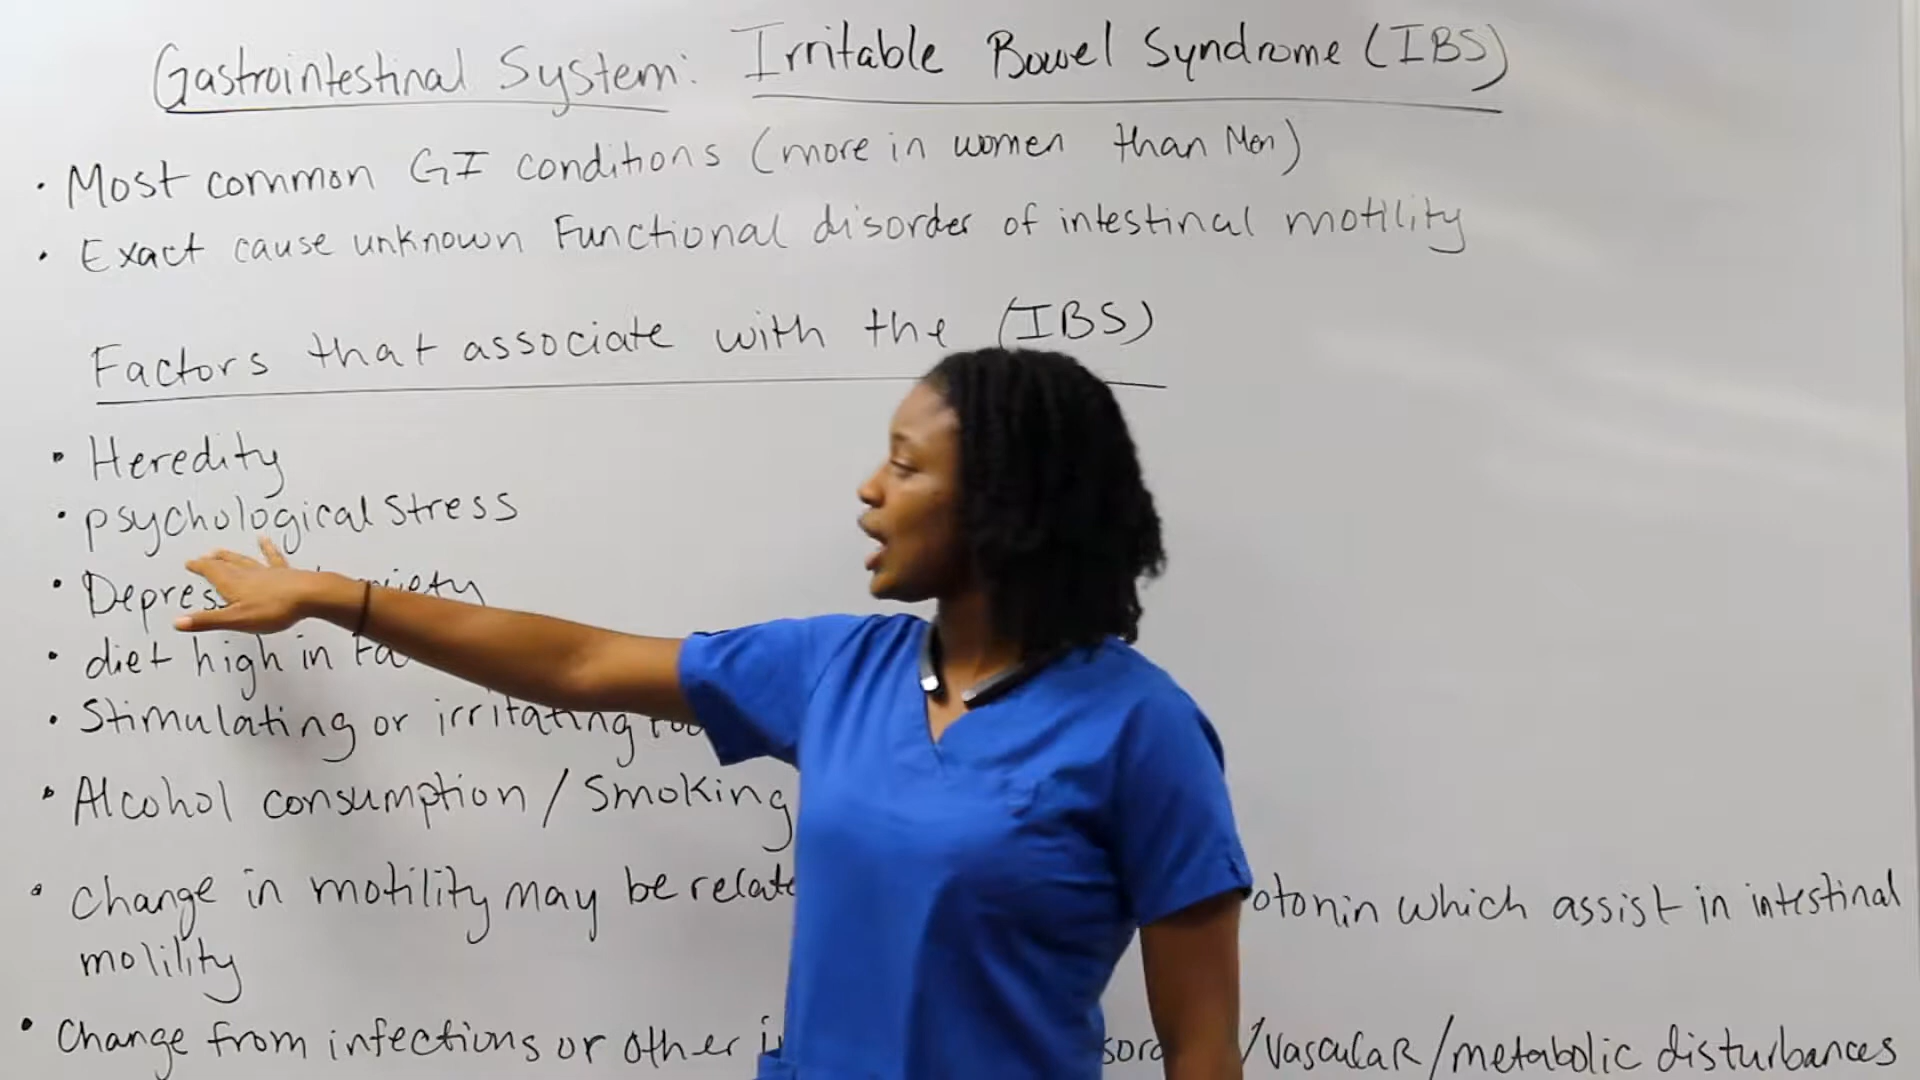 Gastrointestinal System: Irritable Bowel Syndrome (IBS)
• Most common GI conditions (more in women than Men)
• Exact cause unknown Functional disorder of intestinal motility
Factors that associate with the (IBS)
• Heredity
• psychological stress
• diet high in
• Stimulating or irritating
• Alcohol consumption / Smoking
• Change in motility may be which assist in intestinal
molility
• Change from infections or other /Vascular/metabolic disturbances